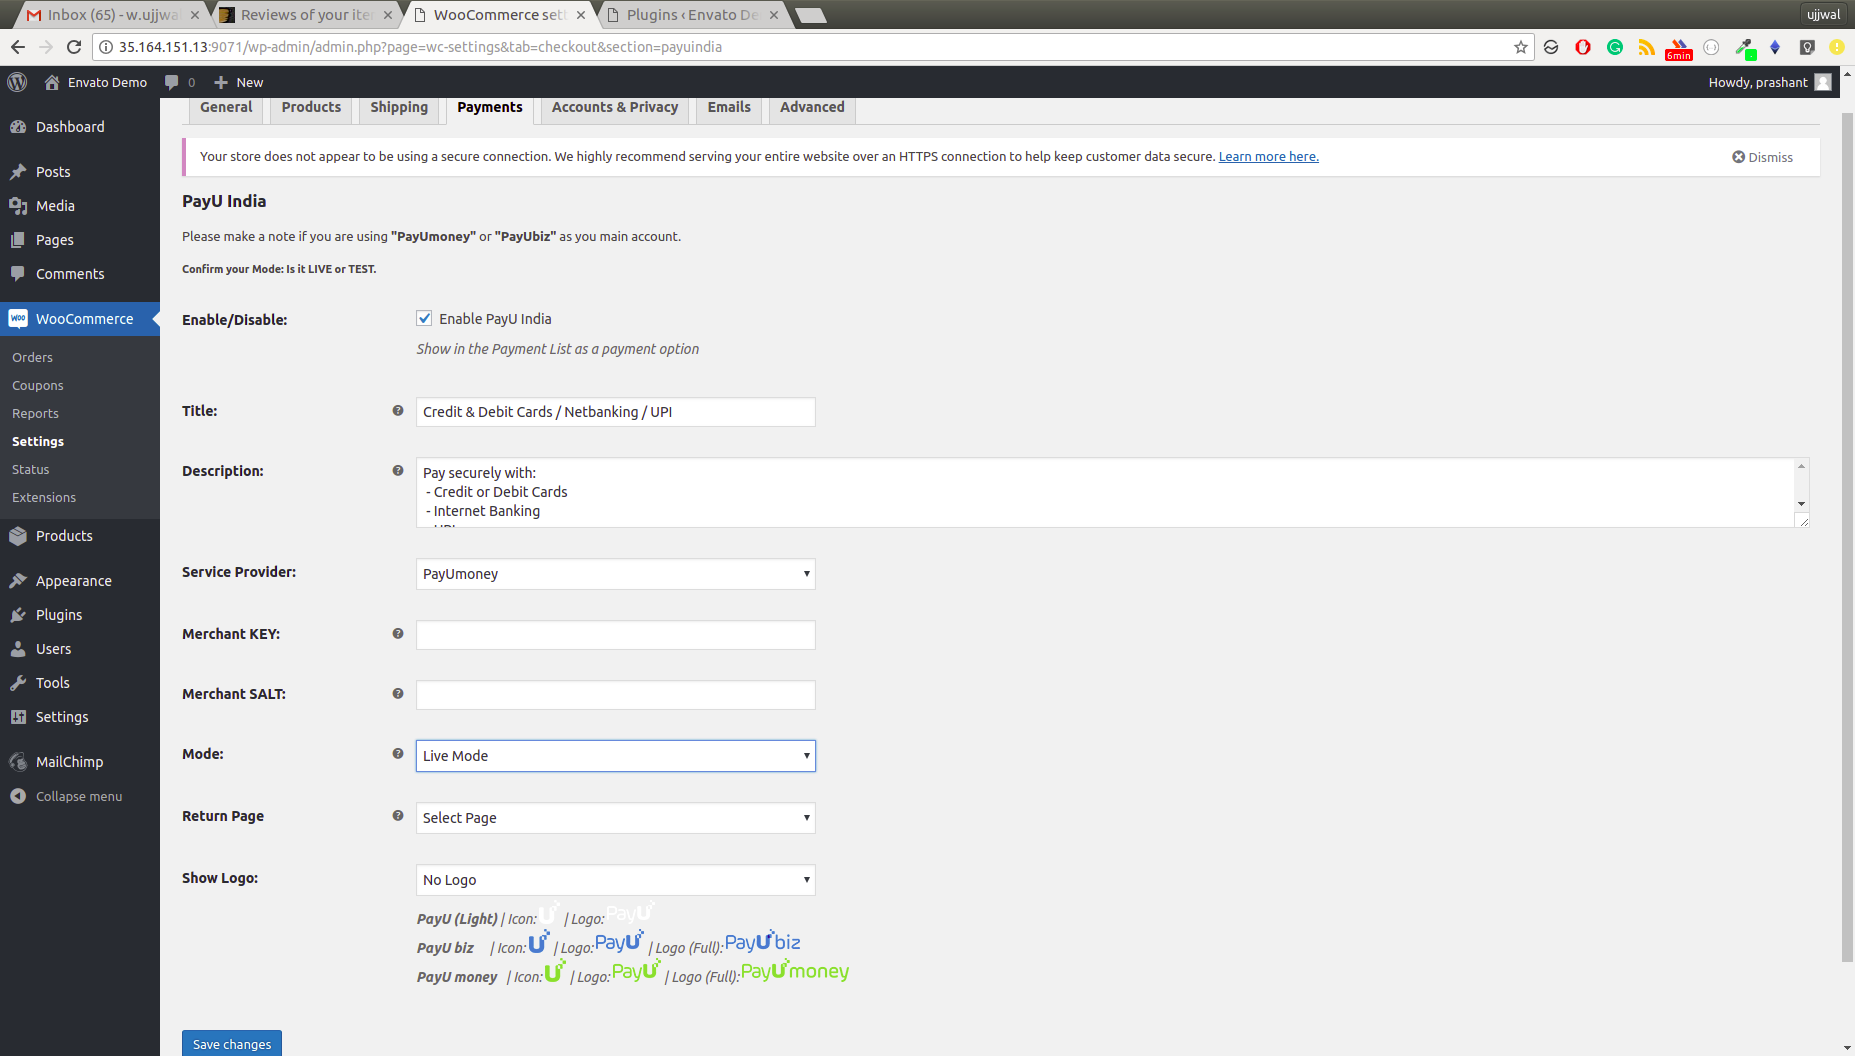 Inbox (65) - w.ujjwa
Reviews of your ite
WooCommerce set
Plugins ‹ Envato De
ujjwal
35.164.151.13:9071/wp-admin/admin.php?page=wc-settings&tab=checkout&section=payuindia
6min
Envato Demo
0
New
Howdy, prashant
General
Products
Shipping
Payments
Accounts & Privacy
Emails
Advanced
Your store does not appear to be using a secure connection. We highly recommend serving your entire website over an HTTPS connection to help keep customer data secure. Learn more here.
Dismiss
Dashboard
Posts
Media
Pages
Comments
woo
WooCommerce
Orders
Coupons
Reports
Settings
Status
Extensions
Products
Appearance
Plugins
Users
Tools
Settings
MailChimp
Collapse menu
PayU India
Please make a note if you are using "PayUmoney" or "PayUbiz" as you main account.
Confirm your Mode: Is it LIVE or TEST.
Enable/Disable:
Enable PayU India
Show in the Payment List as a payment option
Title:
Credit & Debit Cards / Netbanking / UPI
Description:
Pay securely with:
- Credit or Debit Cards
- Internet Banking
- UPI
Service Provider:
PayUmoney
Merchant KEY:
Merchant SALT:
Mode:
Live Mode
Return Page
Select Page
Show Logo:
No Logo
PayU (Light) | Icon: U | Logo: PayU
PayU biz | Icon: U | Logo: PayU | Logo (Full): PayUbiz
PayU money | Icon: U | Logo: PayU | Logo (Full): PayUmoney
Save changes